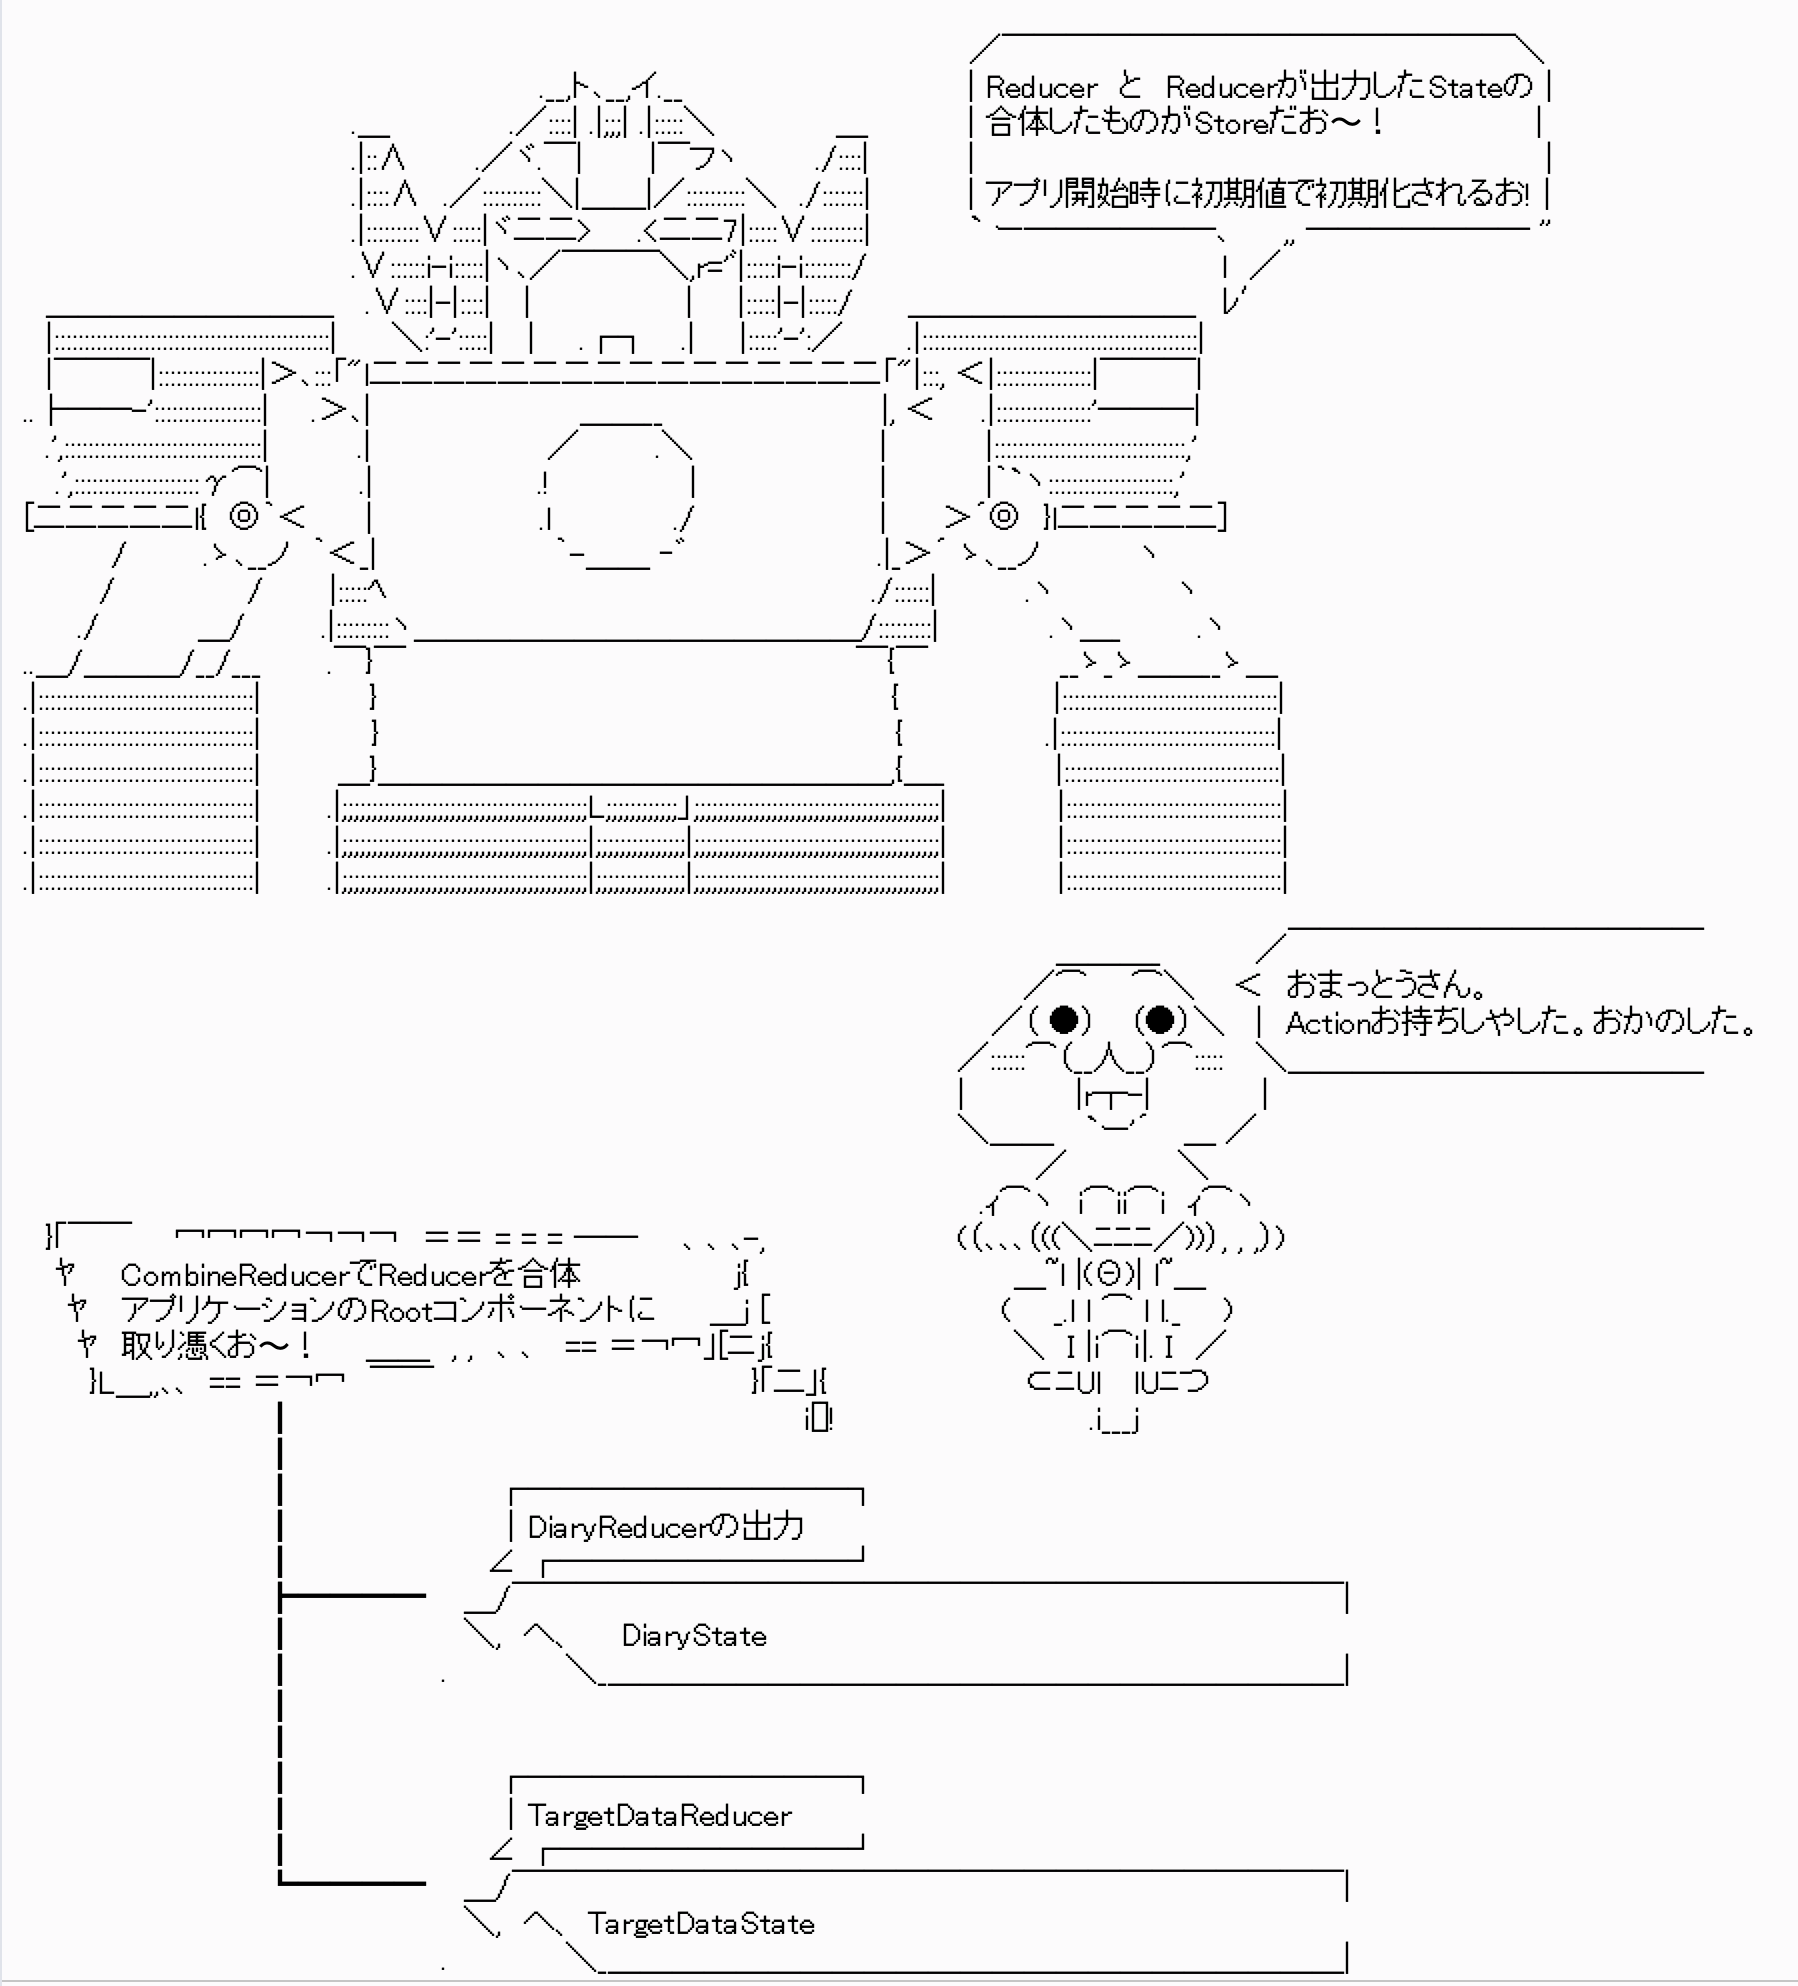 Reducer と Reducerが出力したStateの
合体したものがStoreだお～！
アプリ開始時に初期値で初期化されるお!
おまっとうさん。
Actionお持ちしやした。おかのした。
CombineReducerでReducerを合体
アプリケーションのRootコンポーネントに
取り憑くお～！
DiaryReducerの出力
DiaryState
TargetDataReducer
TargetDataState